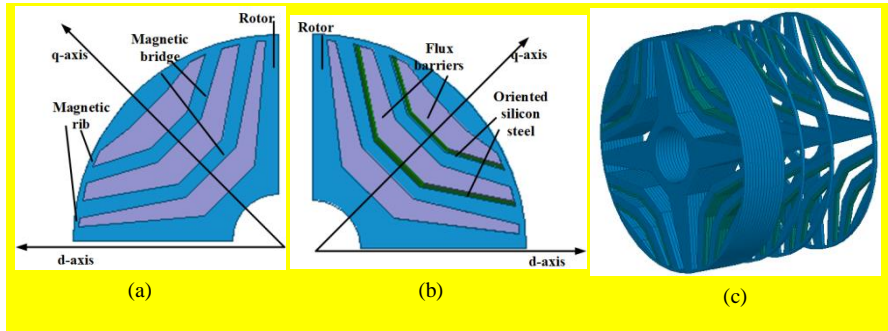 Rotor
Magnetic
bridge
q-axis
Magnetic
rib
d-axis
(a)
Rotor
Flux
barriers
q-axis
Oriented
silicon
steel
d-axis
(b)
(c)